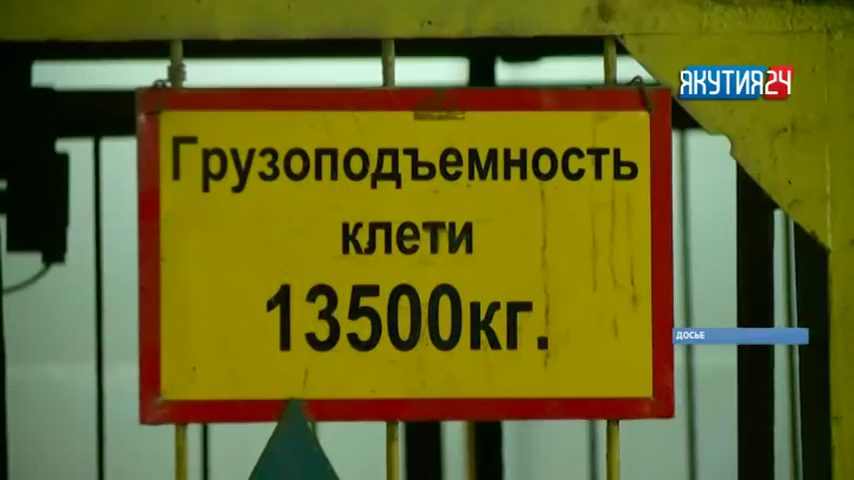 ЯКУТИЯ24
Грузоподъемность
клети
13500кг.
ДОСЬЕ